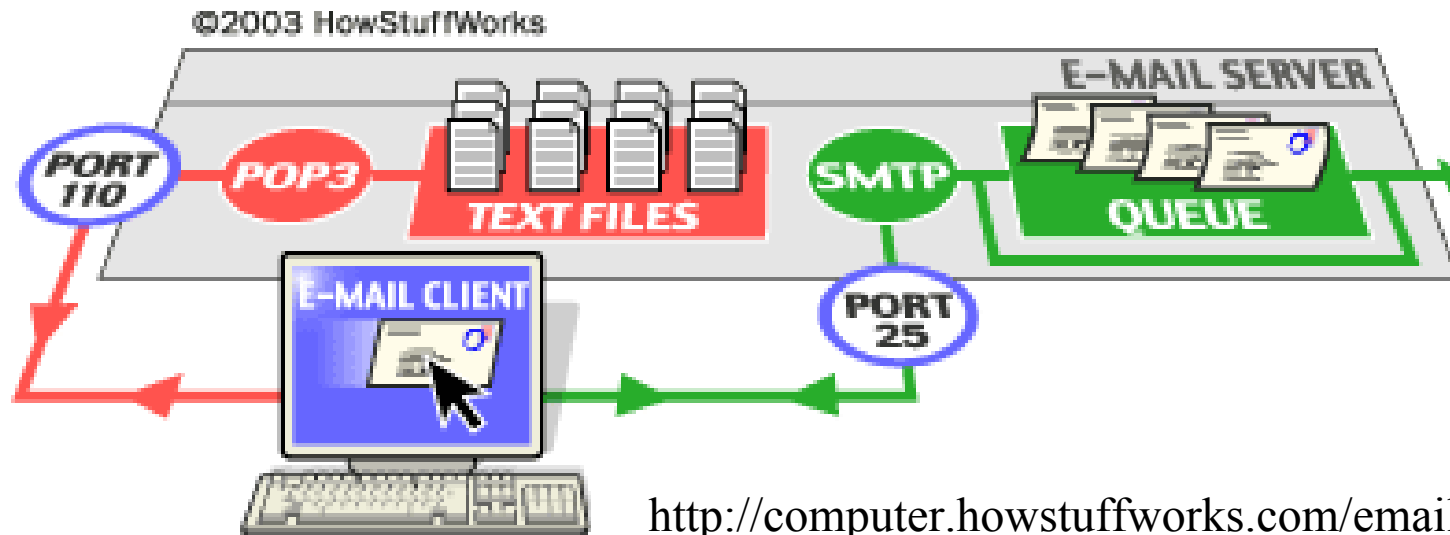 ©2003 HowStuffWorks
E-MAIL SERVER
PORT
110
POP3
TEXT FILES
SMTP
QUEUE
E-MAIL CLIENT
PORT
25
http://computer.howstuffworks.com/email